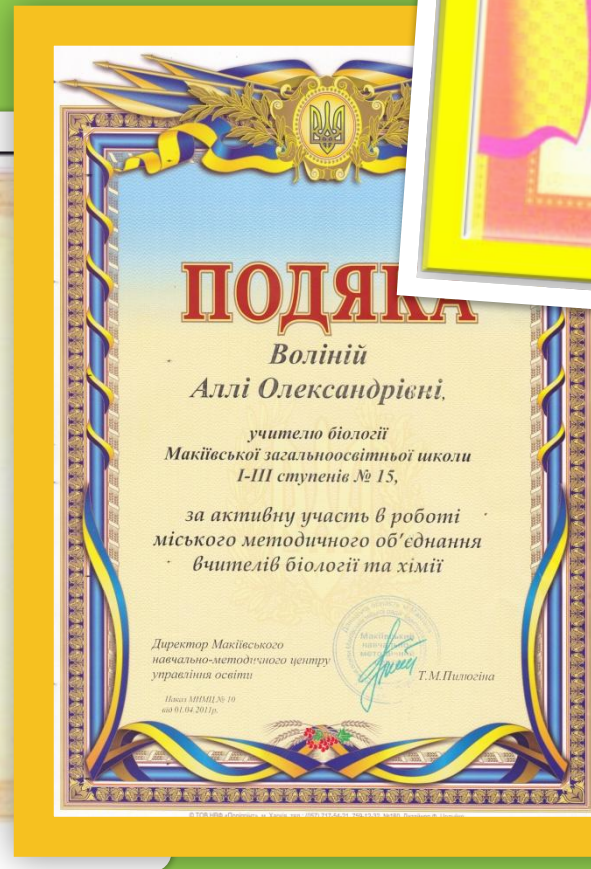 ПОДЯКА
Воліній
Аллі Олександрівні,
учителю біології
Макіївської загальноосвітньої школи
І-ІІІ ступенів № 15,
за активну участь в роботі
міського методичного об'єднання
вчителів біології та хімії
Директор Макіївського
навчально-методичного центру
управління освіти
Т.М.Пилюгіна
Наказ МНМЦ № 10
від 01.04 2011р.